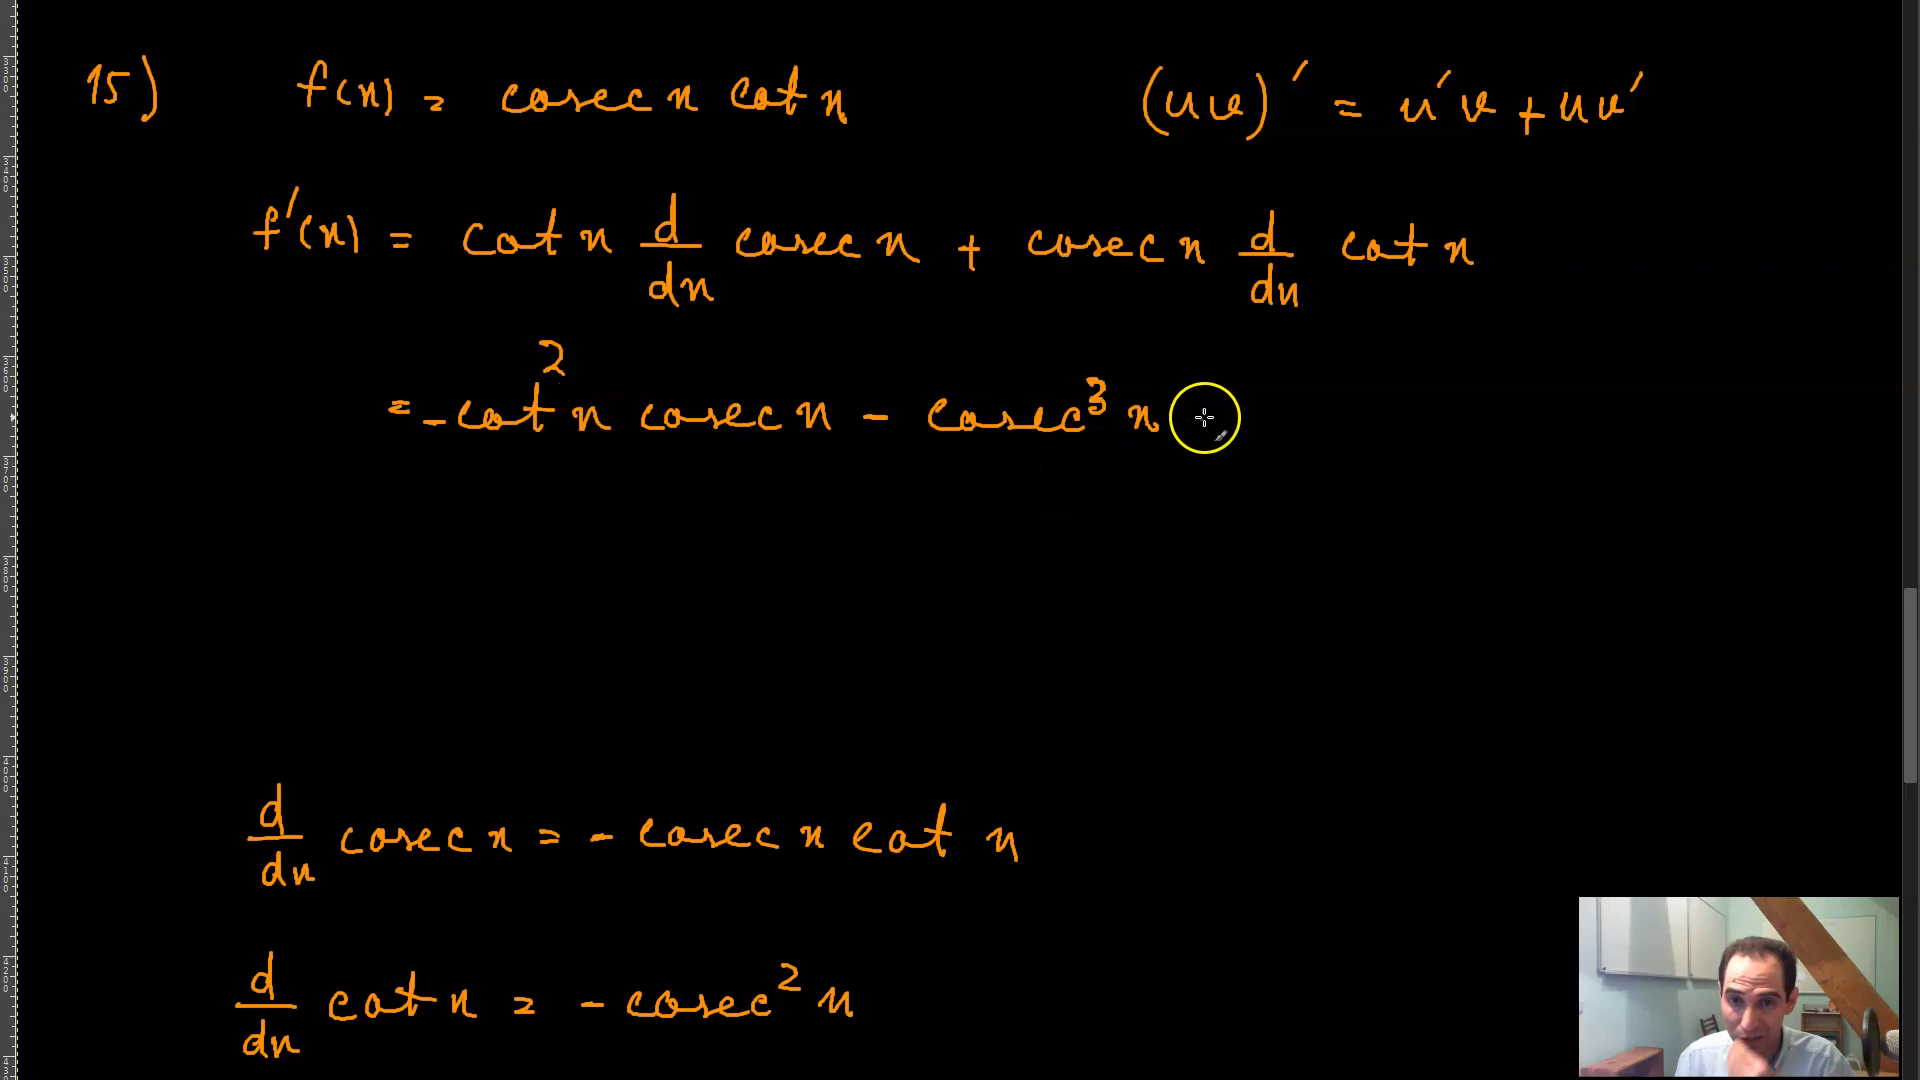 15) f(x) = cosec x cot x (uv)' = u'v + uv'
f'(x) = cot x d/dx cosec x + cosec x d/dx cot x
= - cot² x cosec x - cosec³ x
d/dx cosec x = - cosec x cot x
d/dx cot x = - cosec² x